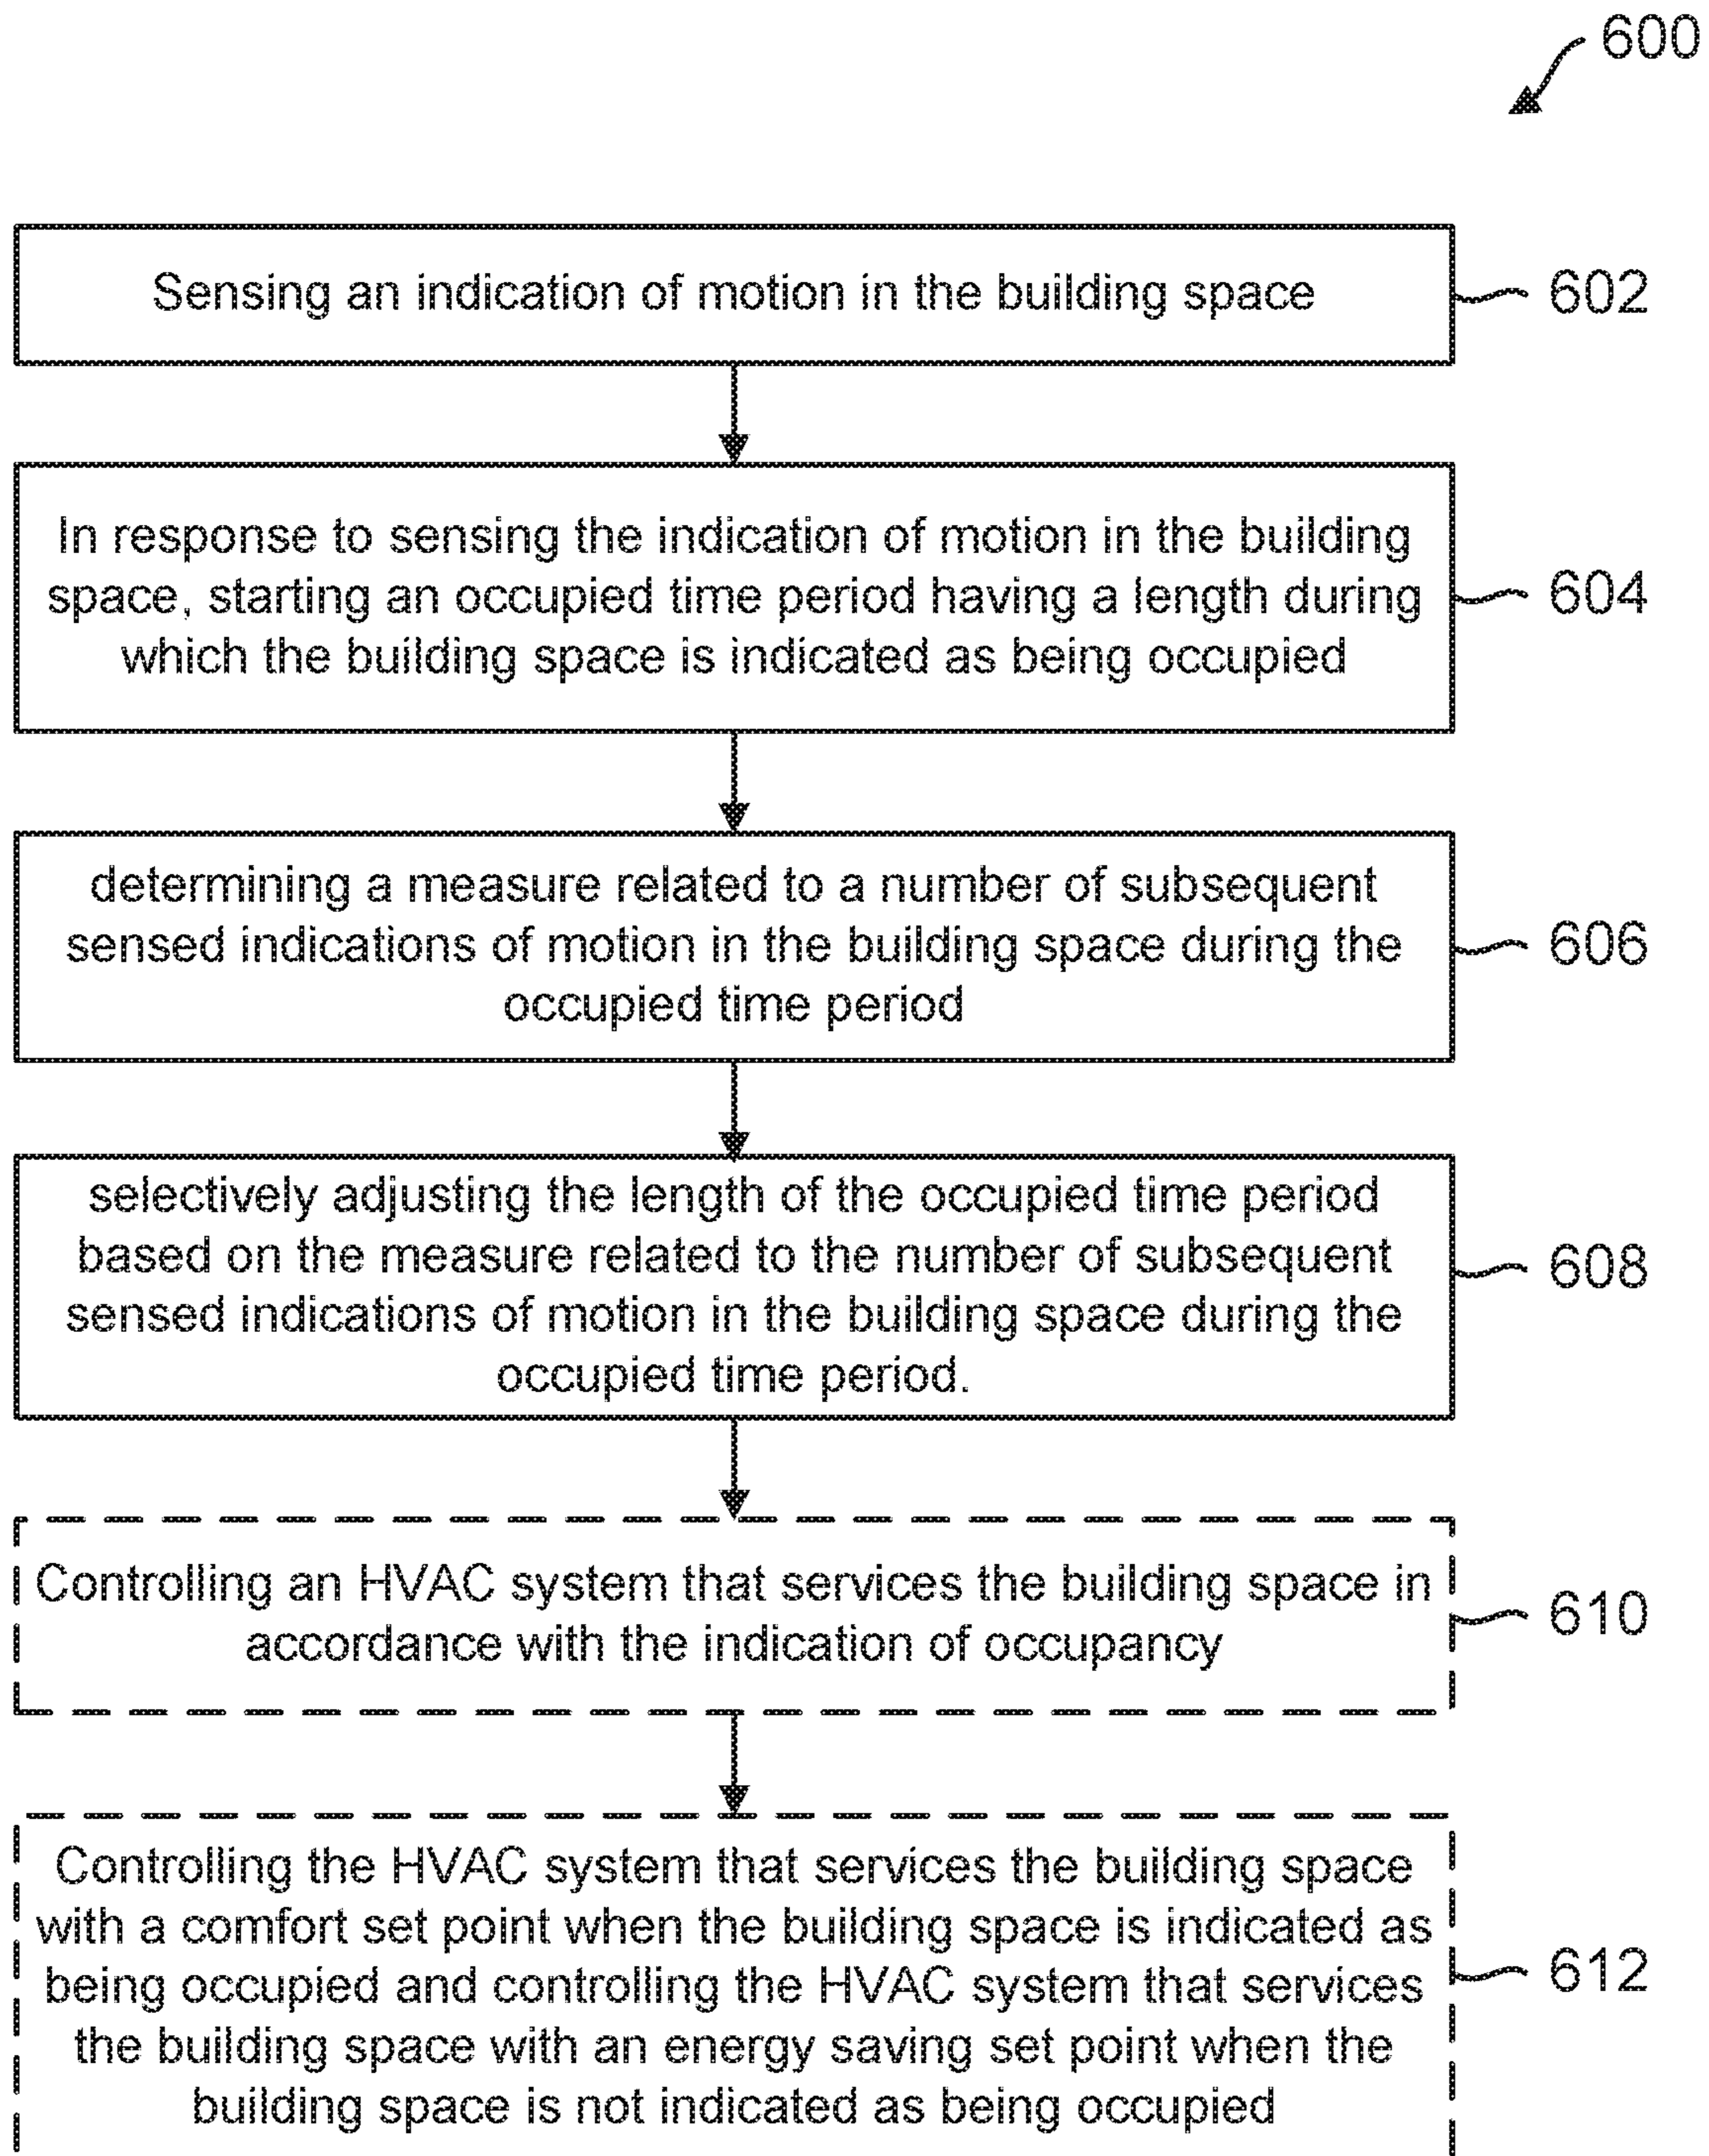 600
Sensing an indication of motion in the building space
602
In response to sensing the indication of motion in the building
space, starting an occupied time period having a length during
which the building space is indicated as being occupied
604
determining a measure related to a number of subsequent
sensed indications of motion in the building space during the
occupied time period
606
selectively adjusting the length of the occupied time period
based on the measure related to the number of subsequent
sensed indications of motion in the building space during the
occupied time period.
608
Controlling an HVAC system that services the building space in
accordance with the indication of occupancy
610
Controlling the HVAC system that services the building space
with a comfort set point when the building space is indicated as
being occupied and controlling the HVAC system that services
the building space with an energy saving set point when the
building space is not indicated as being occupied
612